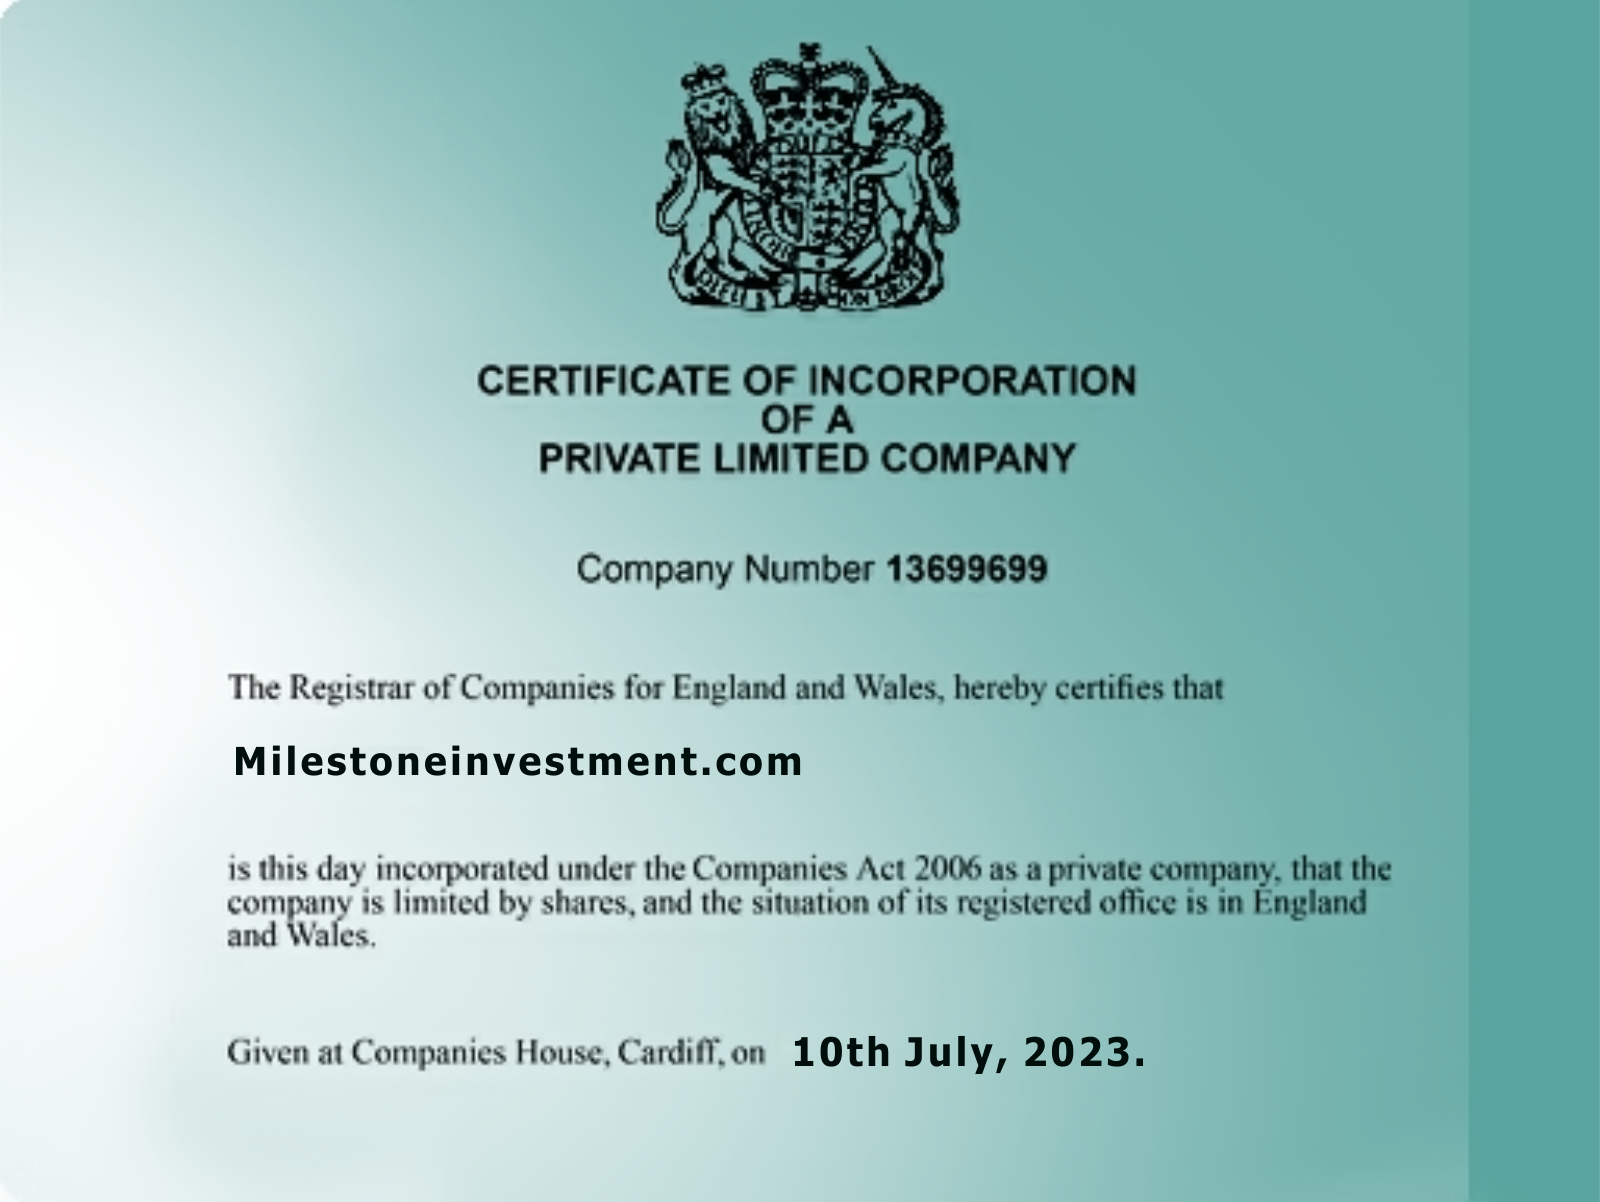 CERTIFICATE OF INCORPORATION
OF A
PRIVATE LIMITED COMPANY
Company Number 13699699
The Registrar of Companies for England and Wales, hereby certifies that
Milestoneinvestment.com
is this day incorporated under the Companies Act 2006 as a private company, that the
company is limited by shares, and the situation of its registered office is in England
and Wales.
Given at Companies House, Cardiff, on 10th July, 2023.